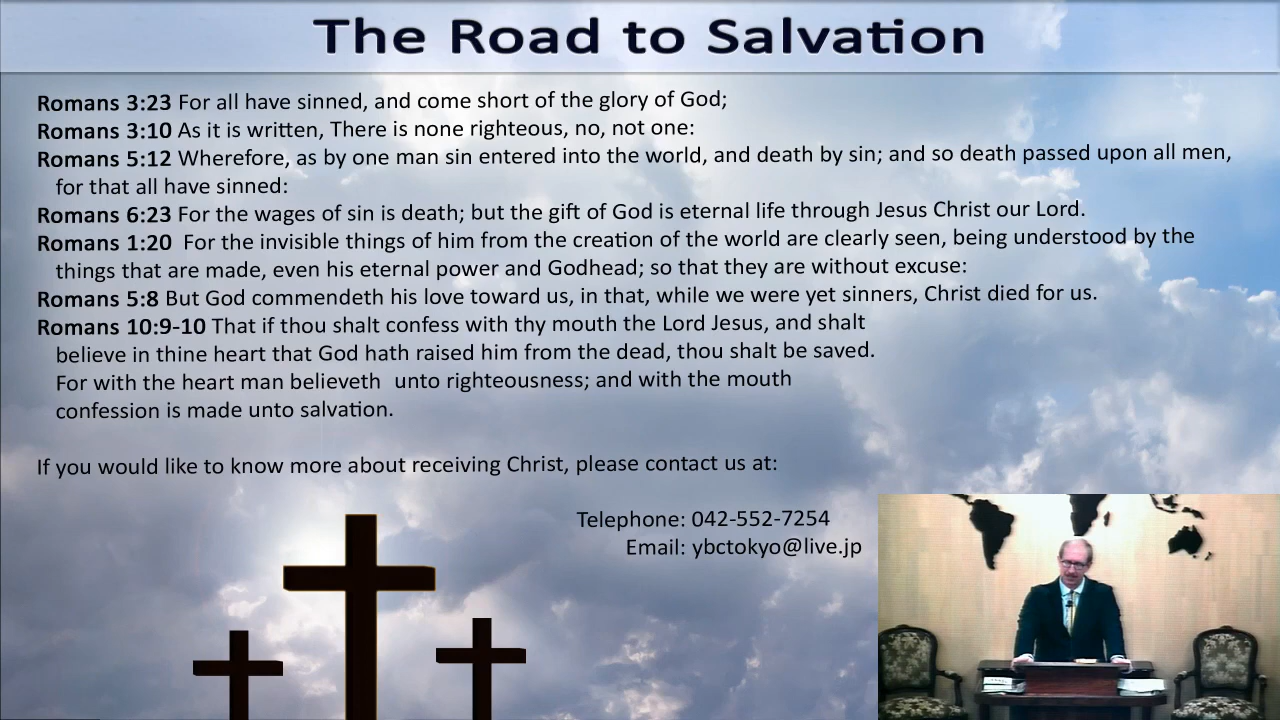 The Road to Salvation
Romans 3:23 For all have sinned, and come short of the glory of God;
Romans 3:10 As it is written, There is none righteous, no, not one:
Romans 5:12 Wherefore, as by one man sin entered into the world, and death by sin; and so death passed upon all men,
for that all have sinned:
Romans 6:23 For the wages of sin is death; but the gift of God is eternal life through Jesus Christ our Lord.
Romans 1:20 For the invisible things of him from the creation of the world are clearly seen, being understood by the
things that are made, even his eternal power and Godhead; so that they are without excuse:
Romans 5:8 But God commendeth his love toward us, in that, while we were yet sinners, Christ died for us.
Romans 10:9-10 That if thou shalt confess with thy mouth the Lord Jesus, and shalt
believe in thine heart that God hath raised him from the dead, thou shalt be saved.
For with the heart man believeth unto righteousness; and with the mouth
confession is made unto salvation.
If you would like to know more about receiving Christ, please contact us at:
Telephone: 042-552-7254
Email: ybctokyo@live.jp